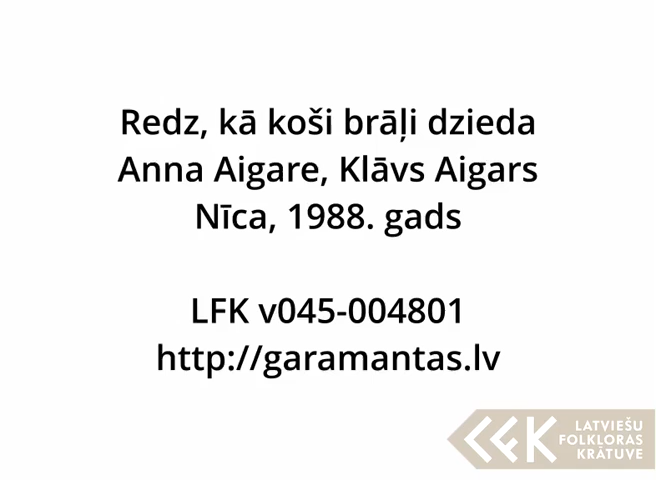 Redz, kā koši brāļi dzieda
Anna Aigare, Klāvs Aigars
Nīca, 1988. gads
LFK v045-004801
http://garamantas.lv
LFK
LATVIEŠU
FOLKLORAS
KRĀTUVE